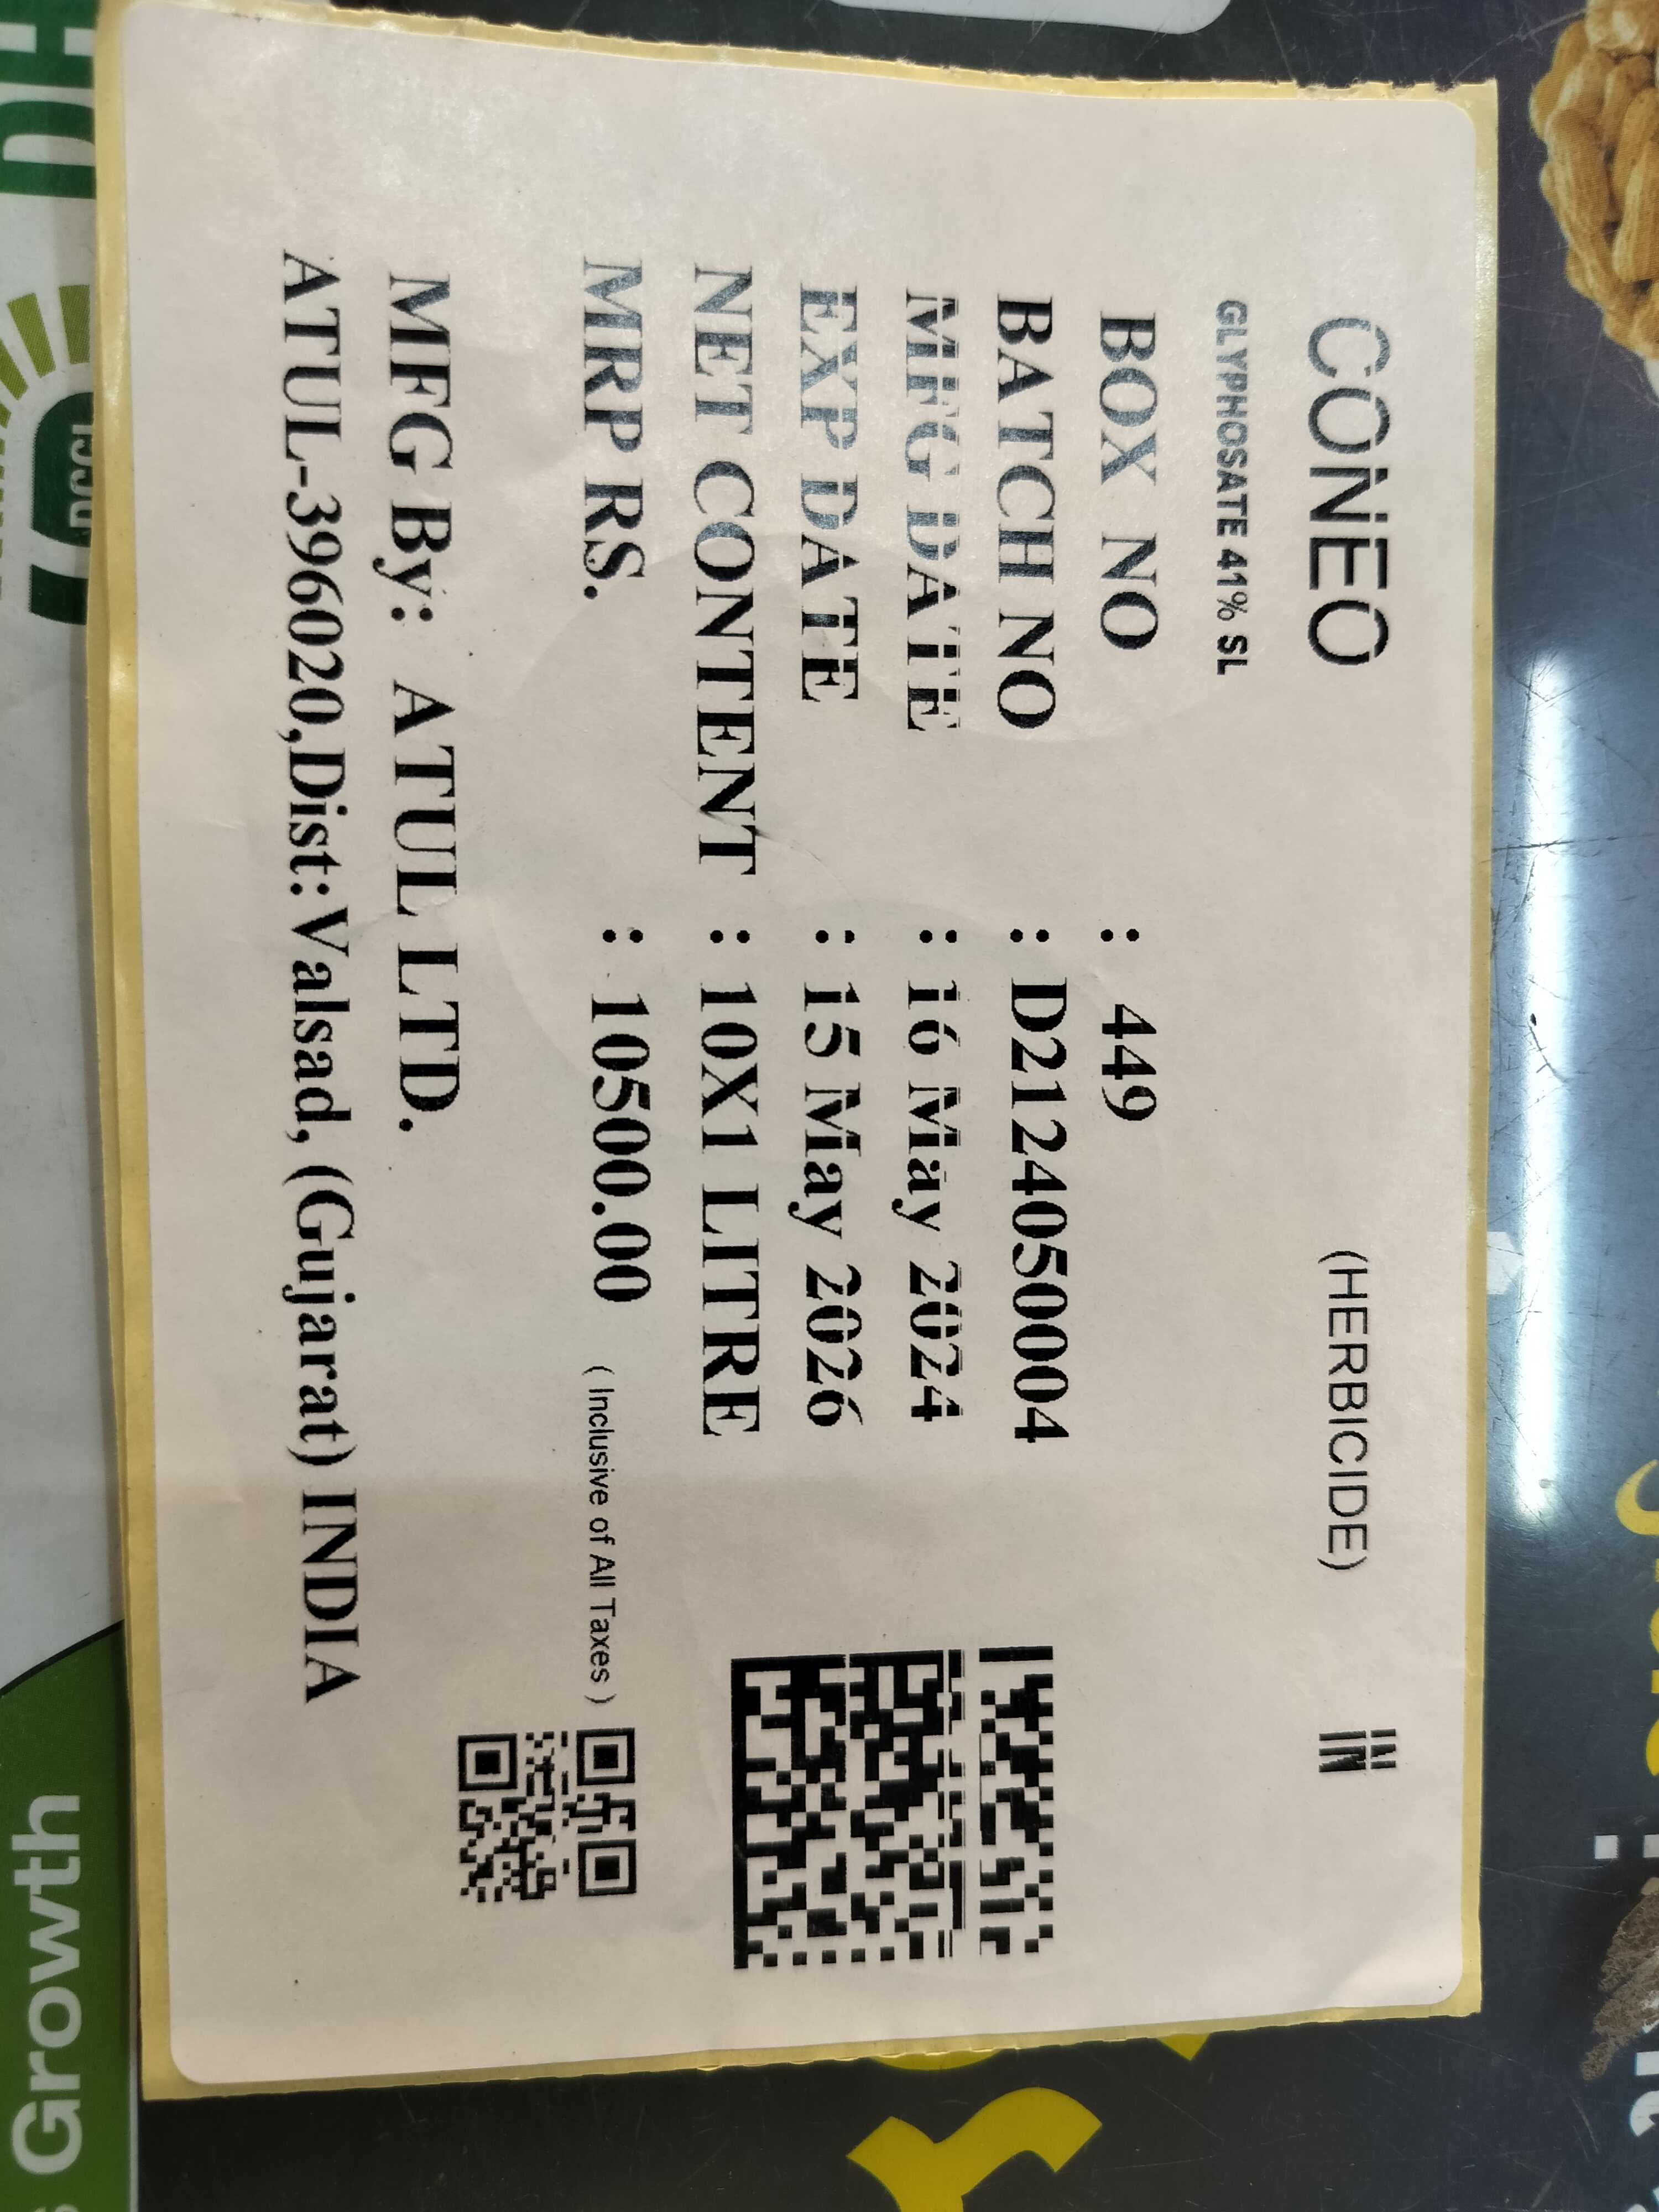 CONEO (HERBICIDE) IN
GLYPHOSATE 41% SL
BOX NO : 449
BATCH NO : D2124050004
MFG DATE : 16 May 2024
EXP DATE : 15 May 2026
NET CONTENT : 10X1 LITRE
MRP RS. : 10500.00 ( Inclusive of All Taxes )
MFG By: ATUL LTD.
ATUL-396020,Dist:Valsad, (Gujarat) INDIA
Growth